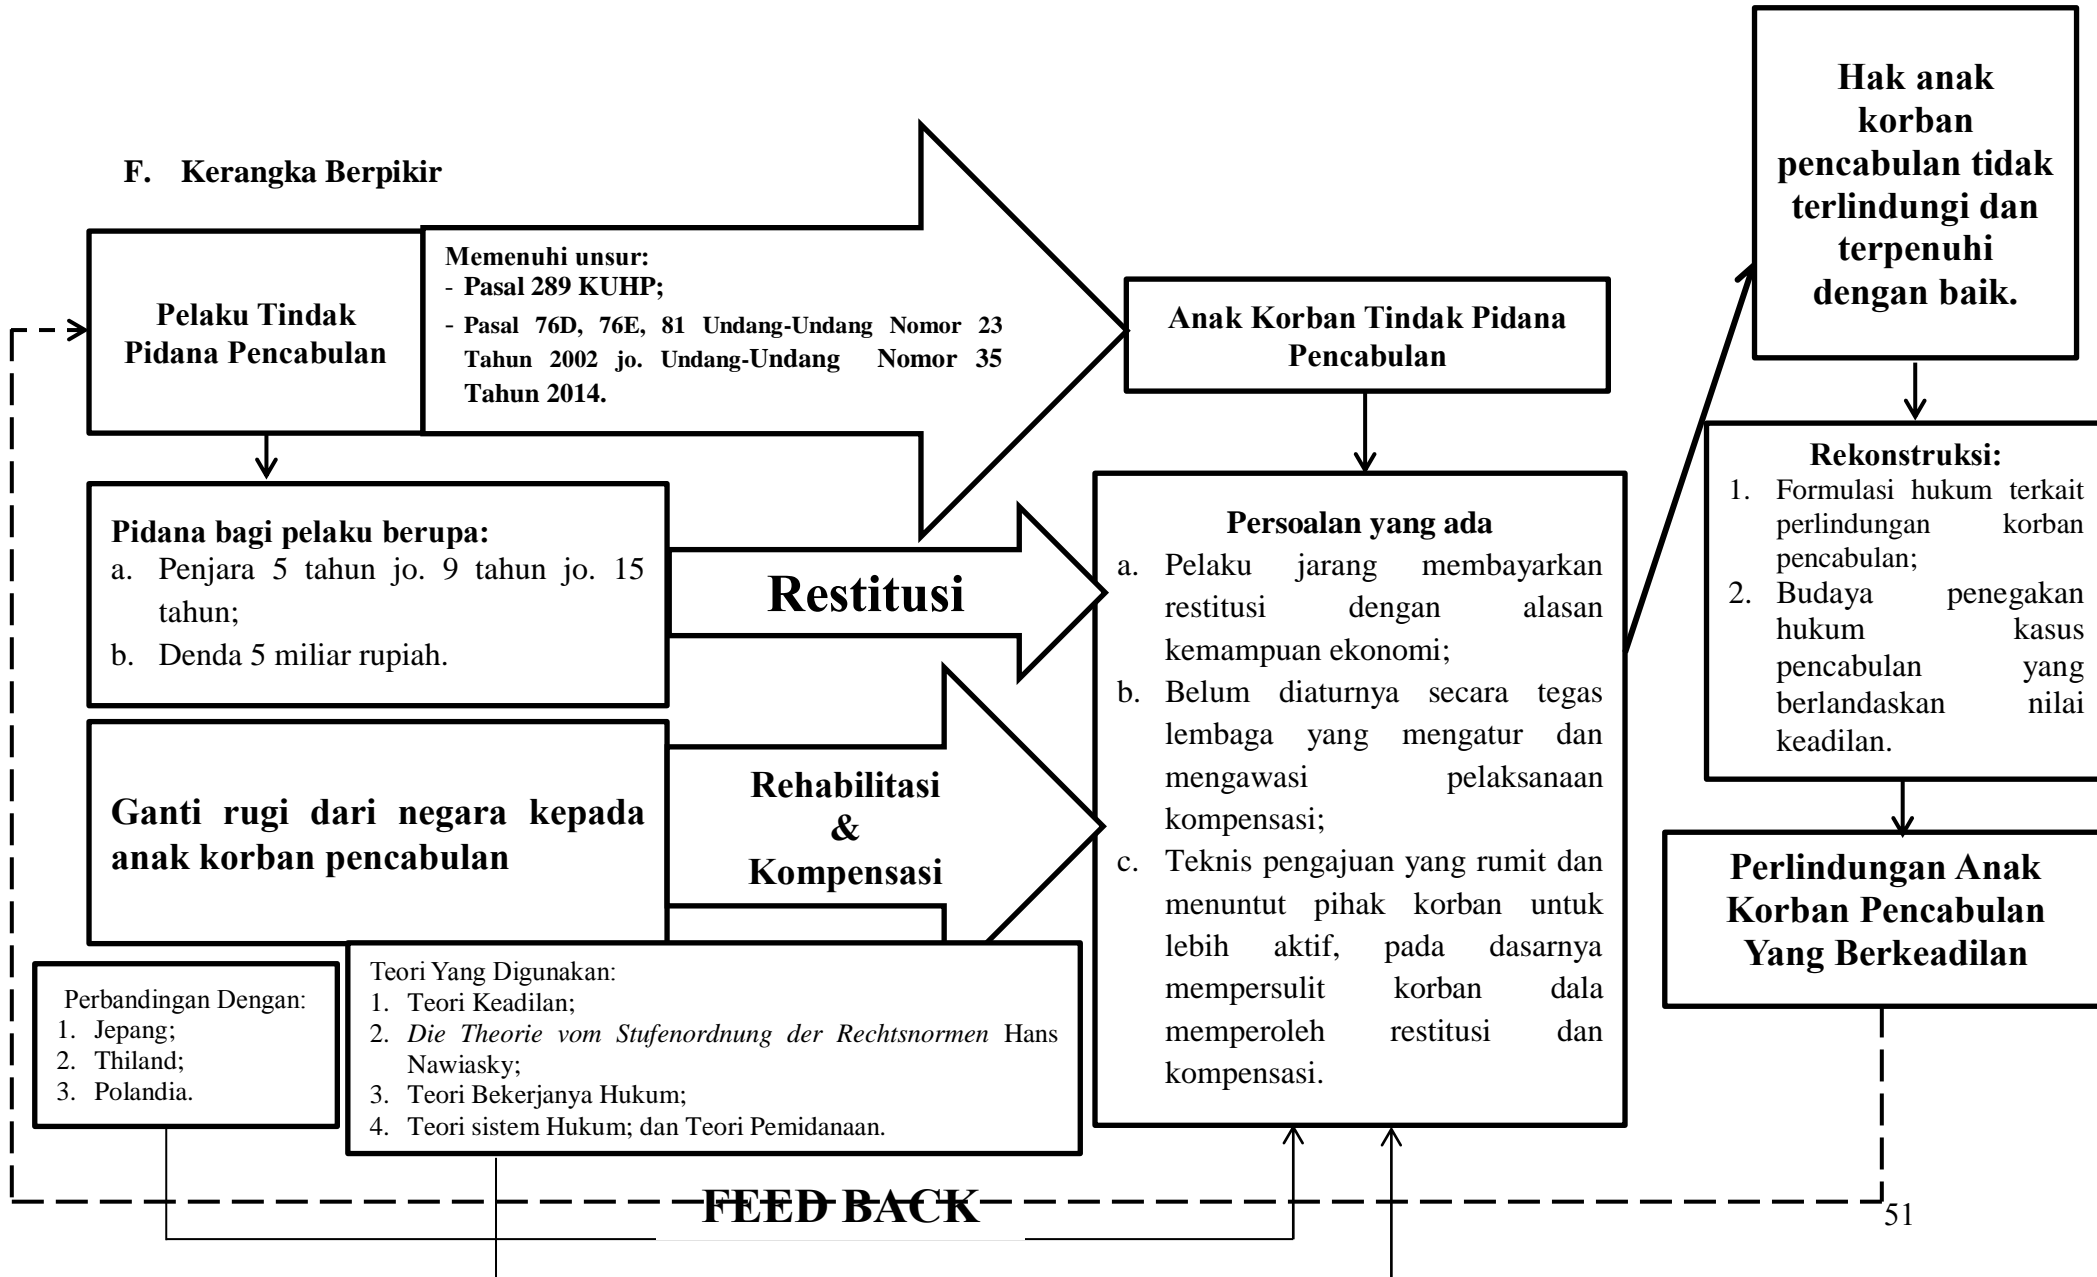 F. Kerangka Berpikir
Pelaku Tindak
Pidana Pencabulan
Memenuhi unsur:
- Pasal 289 KUHP;
- Pasal 76D, 76E, 81 Undang-Undang Nomor 23
Tahun 2002 jo. Undang-Undang Nomor 35
Tahun 2014.
Anak Korban Tindak Pidana
Pencabulan
Hak anak
korban
pencabulan tidak
terlindungi dan
terpenuhi
dengan baik.
Pidana bagi pelaku berupa:
a. Penjara 5 tahun jo. 9 tahun jo. 15
tahun;
b. Denda 5 miliar rupiah.
Restitusi
Ganti rugi dari negara kepada
anak korban pencabulan
Rehabilitasi
&
Kompensasi
Persoalan yang ada
a. Pelaku jarang membayarkan
restitusi dengan alasan
kemampuan ekonomi;
b. Belum diaturnya secara tegas
lembaga yang mengatur dan
mengawasi pelaksanaan
kompensasi;
c. Teknis pengajuan yang rumit dan
menuntut pihak korban untuk
lebih aktif, pada dasarnya
mempersulit korban dala
memperoleh restitusi dan
kompensasi.
Rekonstruksi:
1. Formulasi hukum terkait
perlindungan korban
pencabulan;
2. Budaya penegakan
hukum kasus
pencabulan yang
berlandaskan nilai
keadilan.
Perlindungan Anak
Korban Pencabulan
Yang Berkeadilan
Perbandingan Dengan:
1. Jepang;
2. Thiland;
3. Polandia.
Teori Yang Digunakan:
1. Teori Keadilan;
2. Die Theorie vom Stufenordnung der Rechtsnormen Hans
Nawiasky;
3. Teori Bekerjanya Hukum;
4. Teori sistem Hukum; dan Teori Pemidanaan.
FEED BACK
51